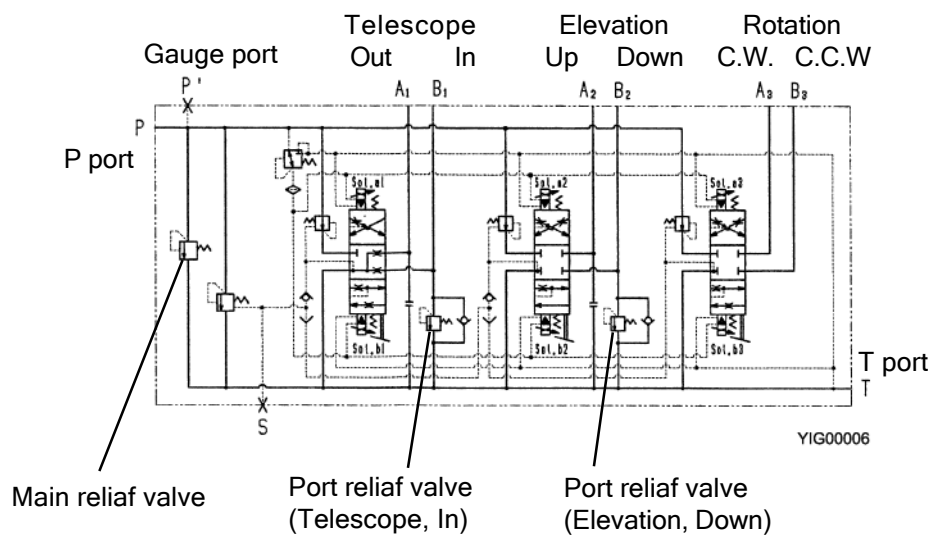 Telescope Elevation Rotation
Gauge port Out In Up Down C.W. C.C.W
P' A1 B1 A2 B2 A3 B3
P
P port
Sol.a1 Sol.a2 Sol.a3
Sol.b1 Sol.b2 Sol.b3
T port
T
S
YIG00006
Main reliaf valve
Port reliaf valve
(Telescope, In)
Port reliaf valve
(Elevation, Down)